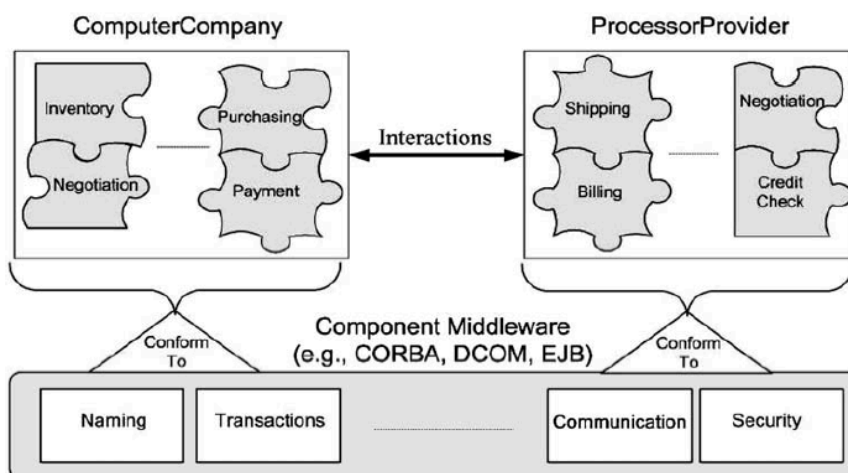 ComputerCompany
ProcessorProvider
Inventory
Purchasing
Negotiation
Payment
Interactions
Shipping
Negotiation
Billing
Credit
Check
Conform
To
Component Middleware
(e.g., CORBA, DCOM, EJB)
Conform
To
Naming
Transactions
Communication
Security